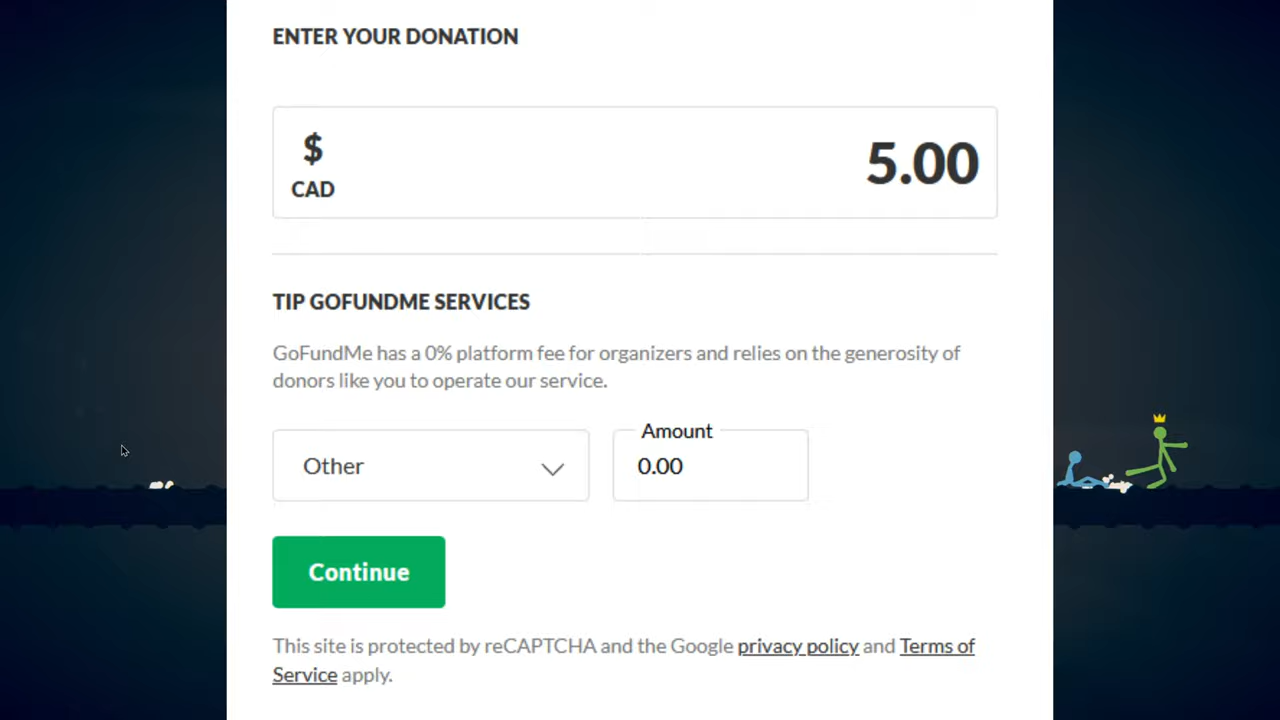 ENTER YOUR DONATION
$
CAD
5.00
TIP GOFUNDME SERVICES
GoFundMe has a 0% platform fee for organizers and relies on the generosity of
donors like you to operate our service.
Amount
Other
0.00
Continue
This site is protected by reCAPTCHA and the Google privacy policy and Terms of
Service apply.